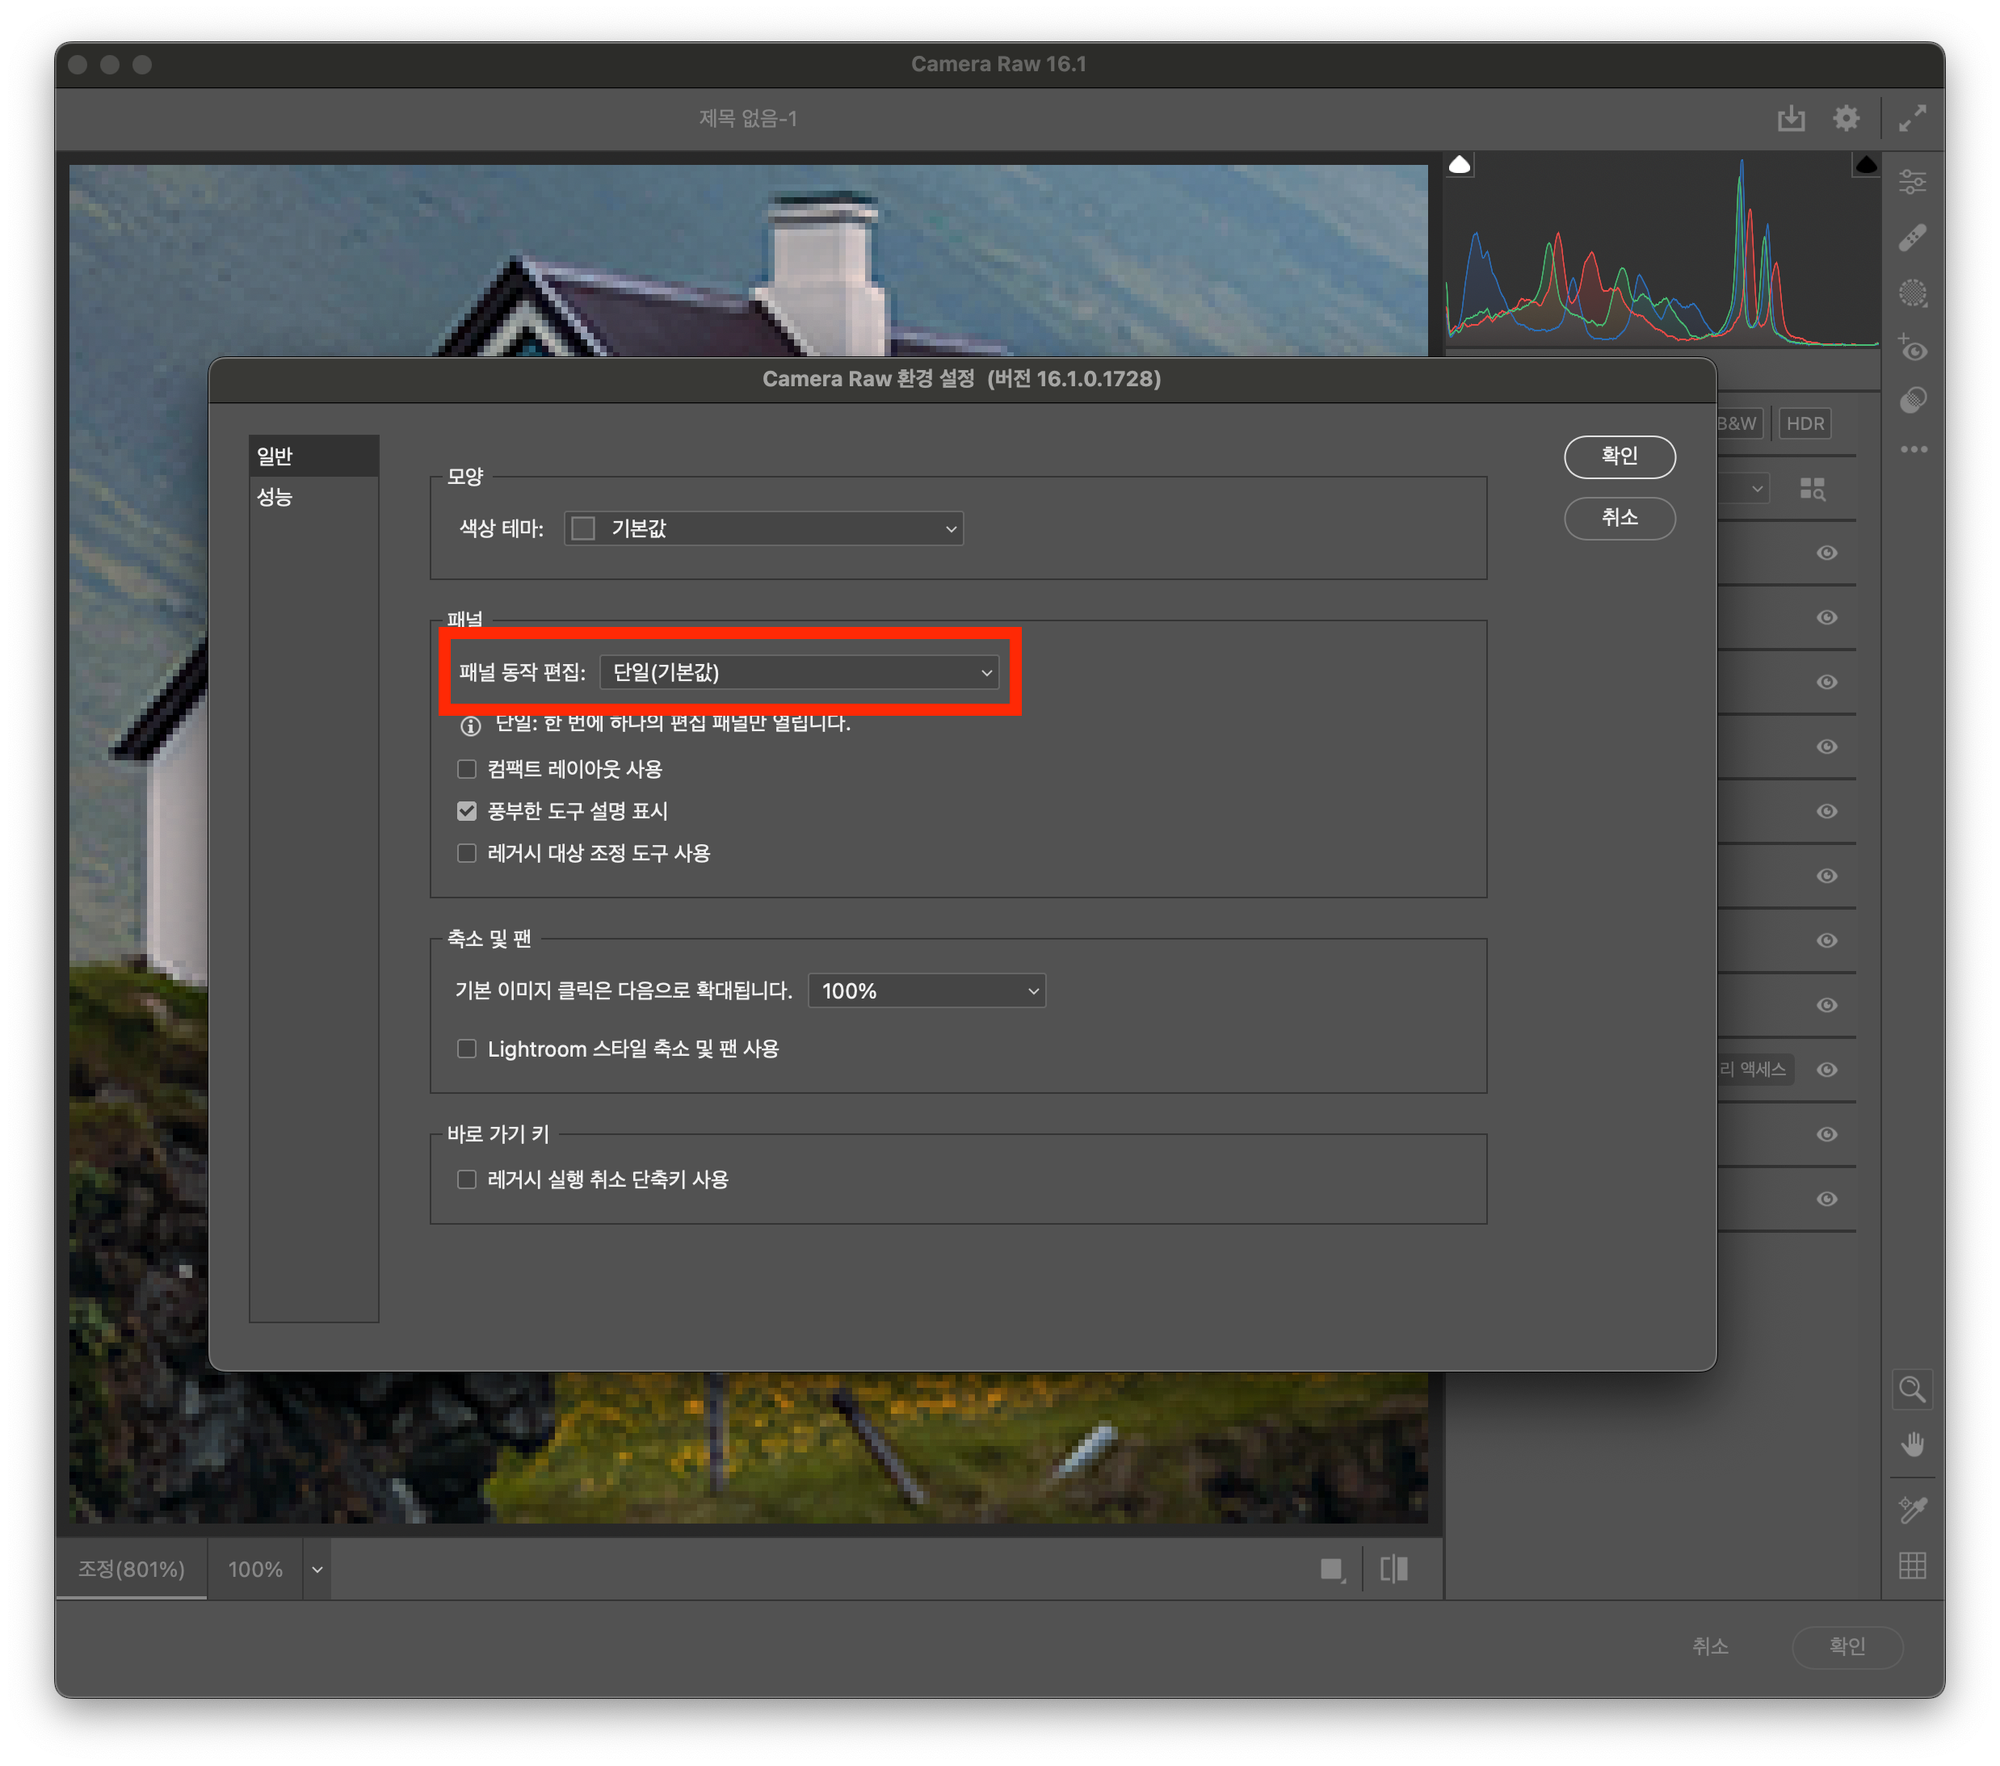 Camera Raw 16.1
제목 없음-1
Camera Raw 환경 설정 (버전 16.1.0.1728)
일반
성능
모양
색상 테마:
기본값
확인
취소
B&W
HDR
패널
패널 동작 편집:
단일(기본값)
단일: 한 번에 하나의 편집 패널만 열립니다.
컴팩트 레이아웃 사용
풍부한 도구 설명 표시
레거시 대상 조정 도구 사용
축소 및 팬
기본 이미지 클릭은 다음으로 확대됩니다.
100%
Lightroom 스타일 축소 및 팬 사용
리 액세스
바로 가기 키
레거시 실행 취소 단축키 사용
조정(801%)
100%
취소
확인